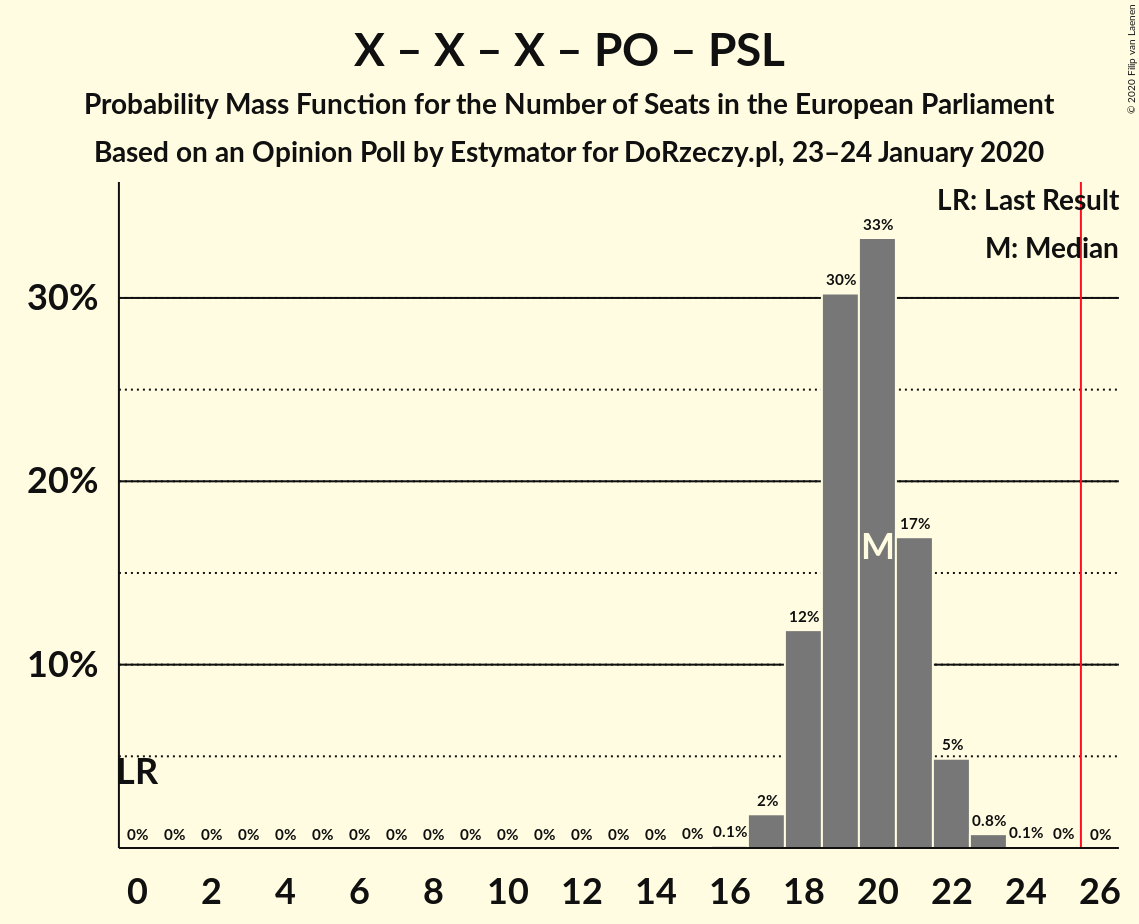 X – X – X – PO – PSL
Probability Mass Function for the Number of Seats in the European Parliament
Based on an Opinion Poll by Estymator for DoRzeczy.pl, 23–24 January 2020
© 2020 Filip van Laenen
LR: Last Result
M: Median
33%
30%
30%
20%
17%
M
12%
10%
5%
LR
2%
0% 0% 0% 0% 0% 0% 0% 0% 0% 0% 0% 0% 0% 0% 0% 0% 0.1% 0.8% 0.1% 0% 0%
0 2 4 6 8 10 12 14 16 18 20 22 24 26